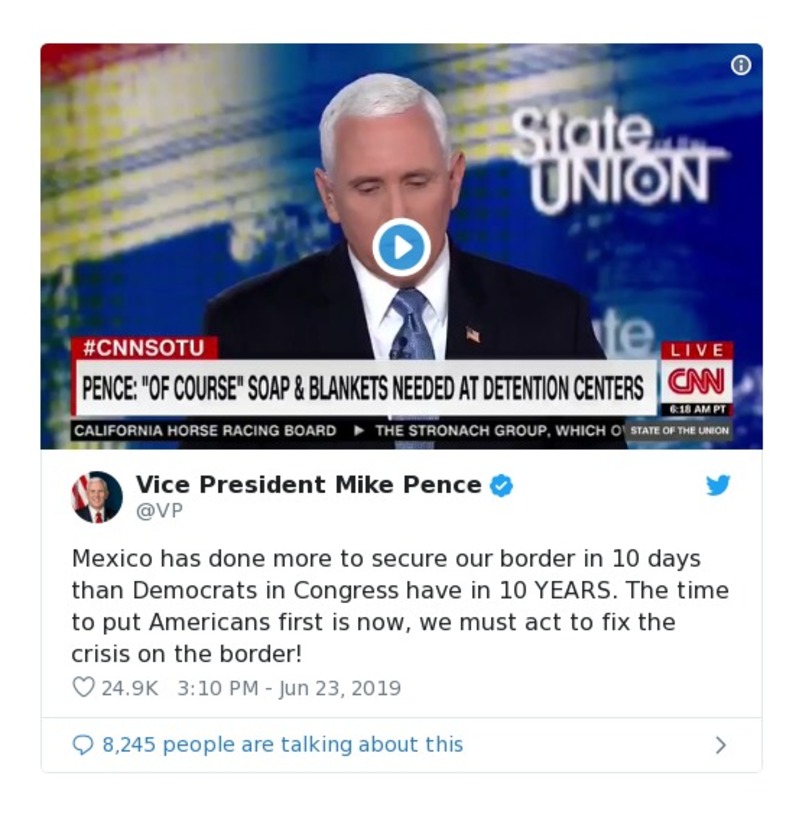 State
UNION
te
#CNNSOTU
LIVE
PENCE: "OF COURSE" SOAP & BLANKETS NEEDED AT DETENTION CENTERS
CNN
6:18 AM PT
CALIFORNIA HORSE RACING BOARD ▶ THE STRONACH GROUP, WHICH O
STATE OF THE UNION
Vice President Mike Pence
@VP
Mexico has done more to secure our border in 10 days
than Democrats in Congress have in 10 YEARS. The time
to put Americans first is now, we must act to fix the
crisis on the border!
24.9K 3:10 PM - Jun 23, 2019
8,245 people are talking about this